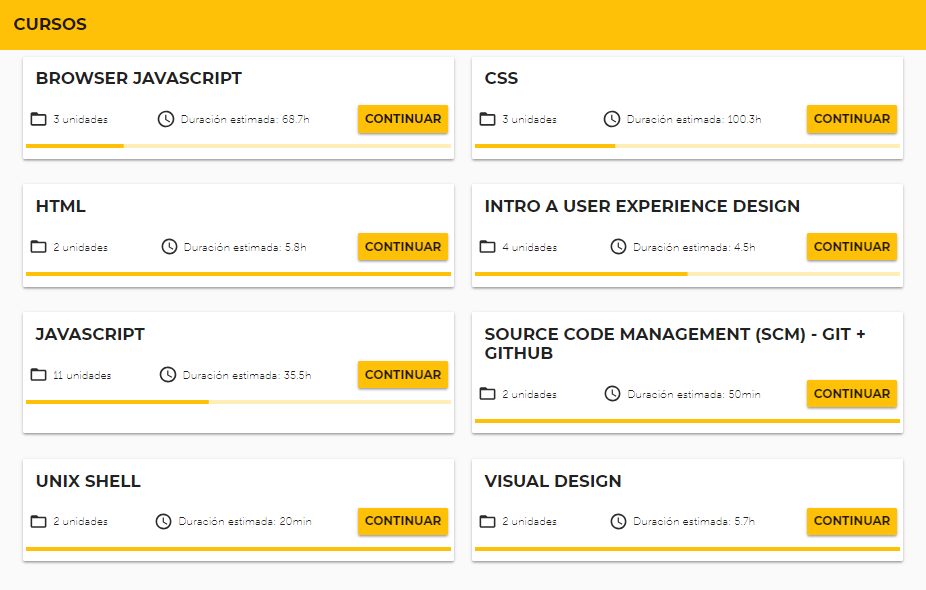 CURSOS
BROWSER JAVASCRIPT
3 unidades
Duración estimada: 68.7h
CONTINUAR
CSS
3 unidades
Duración estimada: 100.3h
CONTINUAR
HTML
2 unidades
Duración estimada: 5.8h
CONTINUAR
INTRO A USER EXPERIENCE DESIGN
4 unidades
Duración estimada: 4.5h
CONTINUAR
JAVASCRIPT
11 unidades
Duración estimada: 35.5h
CONTINUAR
SOURCE CODE MANAGEMENT (SCM) - GIT +
GITHUB
2 unidades
Duración estimada: 50min
CONTINUAR
UNIX SHELL
2 unidades
Duración estimada: 20min
CONTINUAR
VISUAL DESIGN
2 unidades
Duración estimada: 5.7h
CONTINUAR